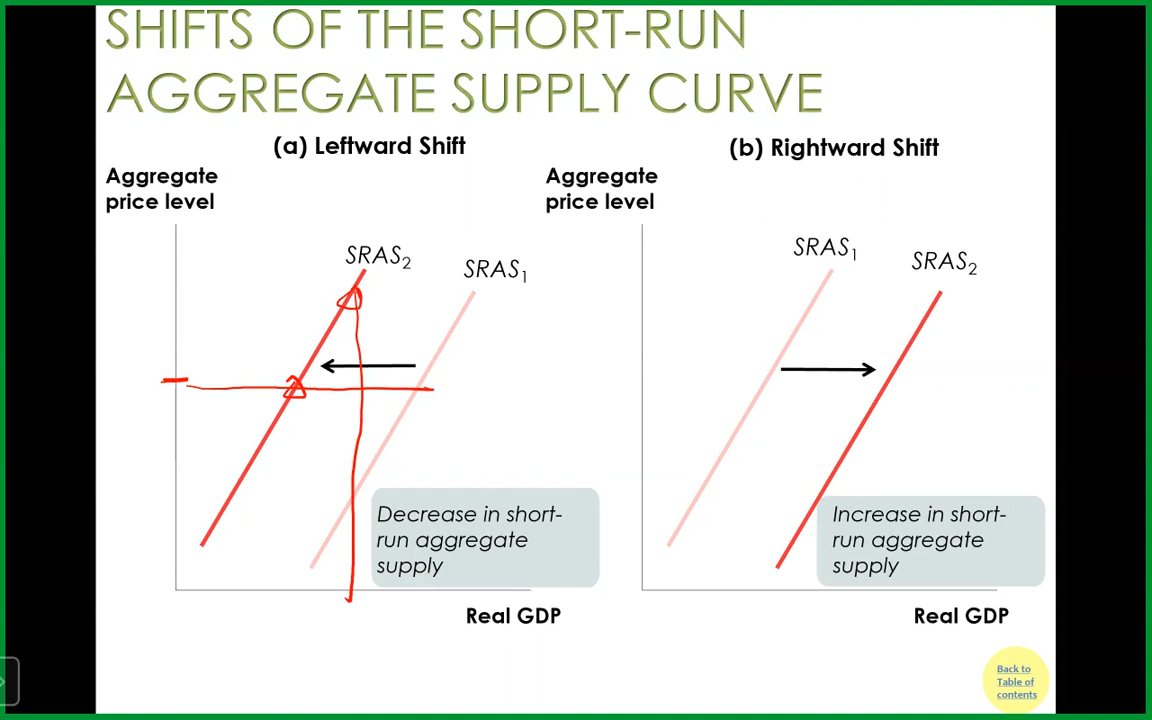 SHIFTS OF THE SHORT-RUN
AGGREGATE SUPPLY CURVE
(a) Leftward Shift
(b) Rightward Shift
Aggregate
price level
Aggregate
price level
SRAS2
SRAS1
SRAS1
SRAS2
Decrease in short-
run aggregate
supply
Increase in short-
run aggregate
supply
Real GDP
Real GDP
Back to
Table of
contents